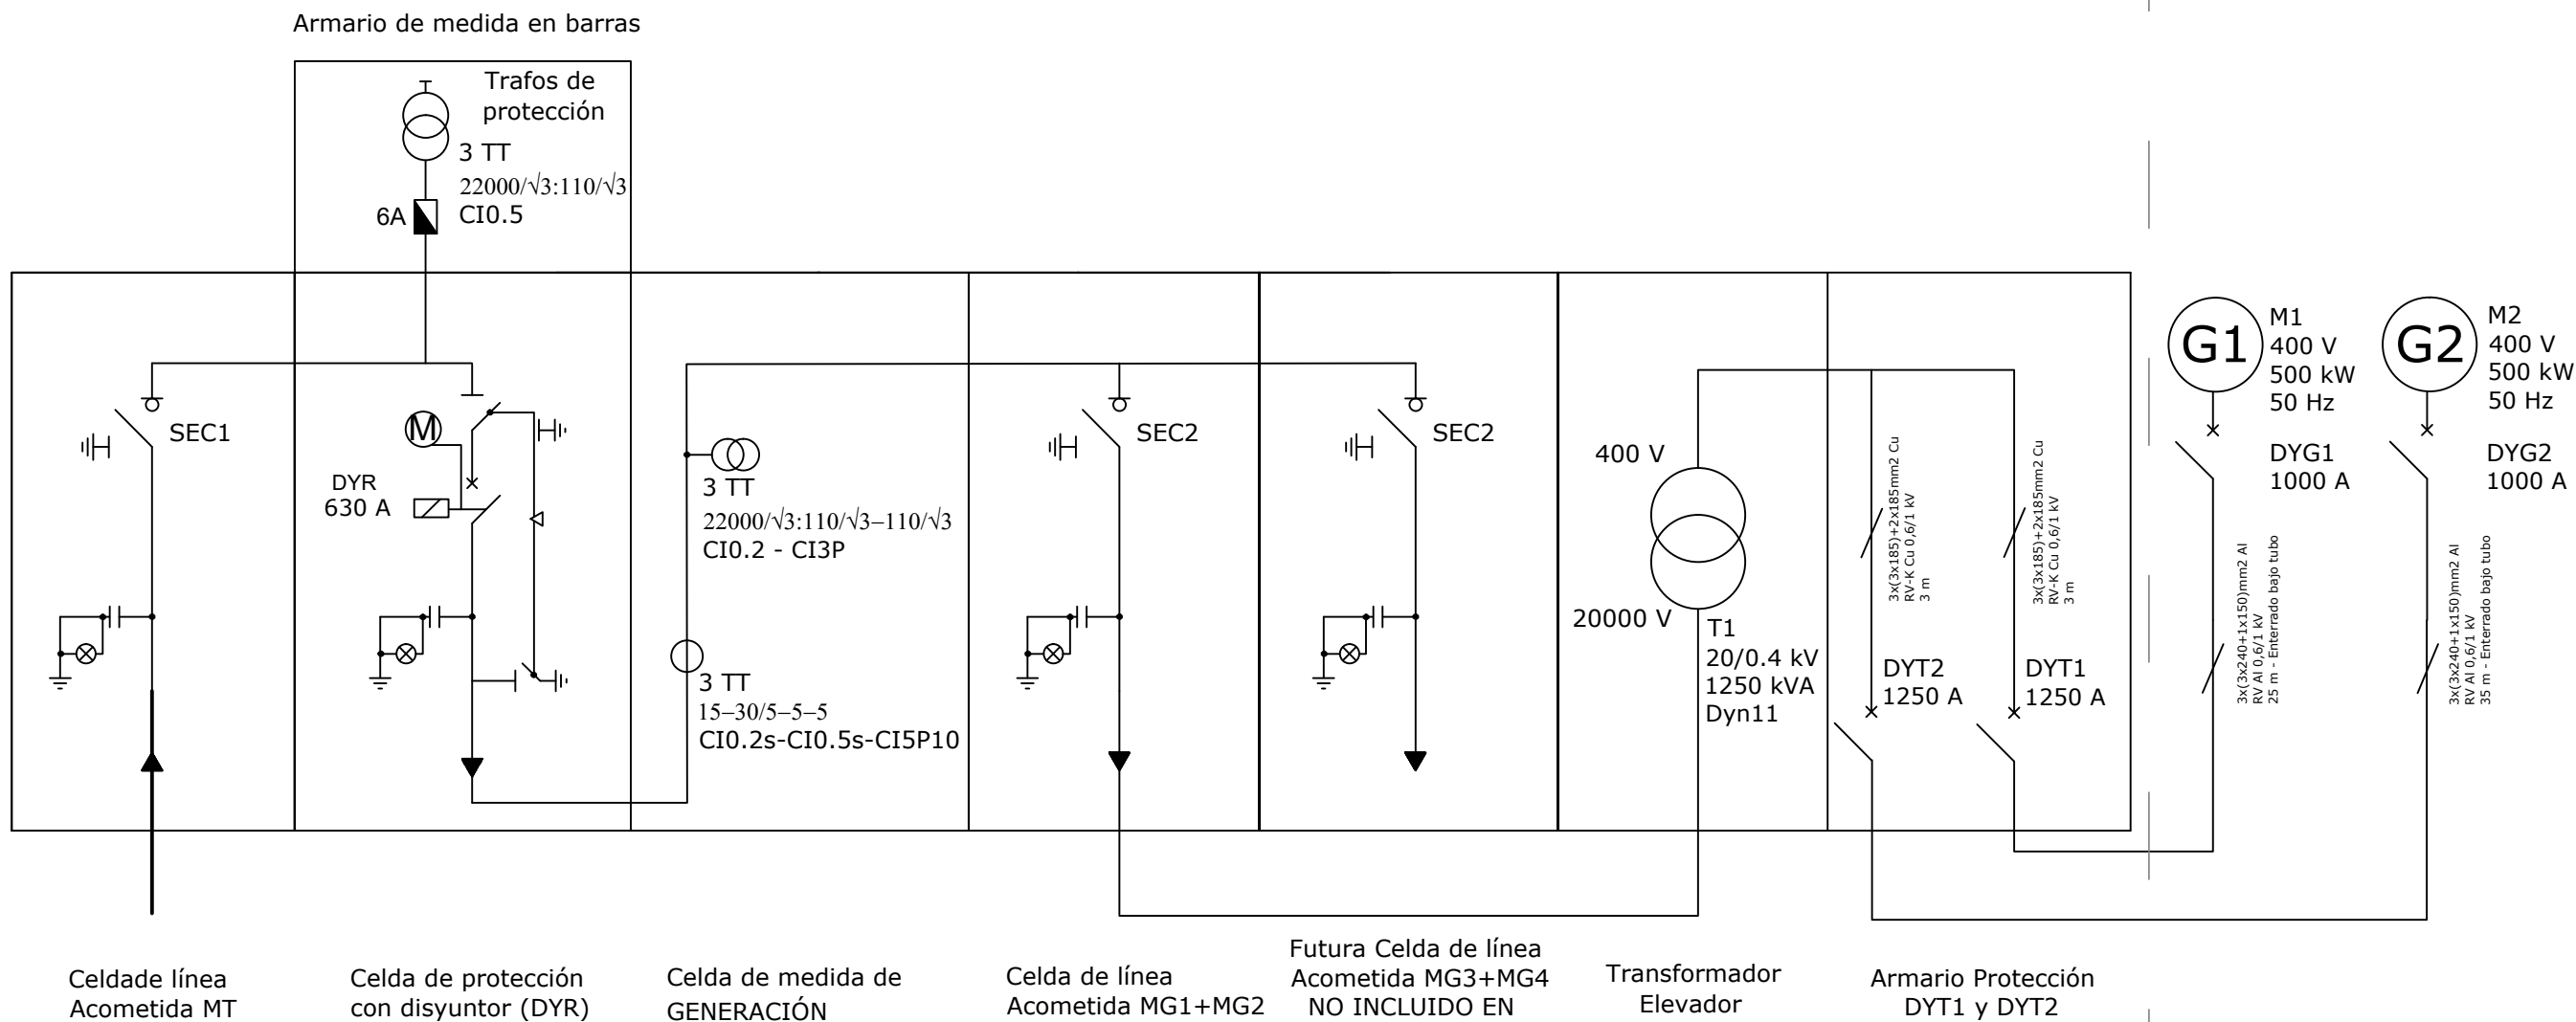 Armario de medida en barras
Trafos de
protección
3 TT
22000/√3:110/√3
CI0.5
6A
SEC1
M
DYR
630 A
3 TT
22000/√3:110/√3–110/√3
CI0.2 - CI3P
3 TT
15–30/5–5–5
CI0.2s-CI0.5s-CI5P10
SEC2
SEC2
400 V
20000 V
T1
20/0.4 kV
1250 kVA
Dyn11
3x(3x185)+2x185mm2 Cu
RV-K Cu 0,6/1 kV
3 m
DYT2
1250 A
3x(3x185)+2x185mm2 Cu
RV-K Cu 0,6/1 kV
3 m
DYT1
1250 A
G1
M1
400 V
500 kW
50 Hz
DYG1
1000 A
3x(3x240+1x150)mm2 Al
RV Al 0,6/1 kV
25 m - Enterrado bajo tubo
G2
M2
400 V
500 kW
50 Hz
DYG2
1000 A
3x(3x240+1x150)mm2 Al
RV Al 0,6/1 kV
35 m - Enterrado bajo tubo
Celdade línea
Acometida MT
Celda de protección
con disyuntor (DYR)
Celda de medida de
GENERACIÓN
Celda de línea
Acometida MG1+MG2
Futura Celda de línea
Acometida MG3+MG4
NO INCLUIDO EN
Transformador
Elevador
Armario Protección
DYT1 y DYT2